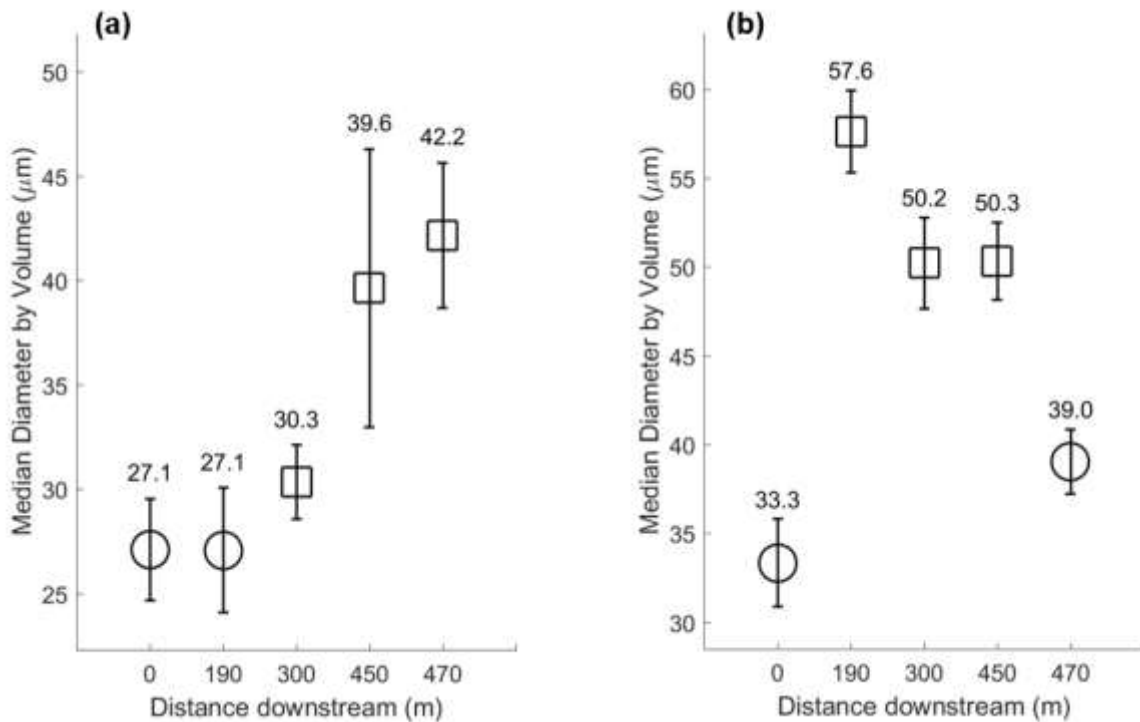 (a)
Median Diameter by Volume (μm)
50
45
40
35
30
25
27.1
27.1
30.3
39.6
42.2
0 190 300 450 470
Distance downstream (m)
(b)
Median Diameter by Volume (μm)
60
55
50
45
40
35
30
33.3
57.6
50.2
50.3
39.0
0 190 300 450 470
Distance downstream (m)